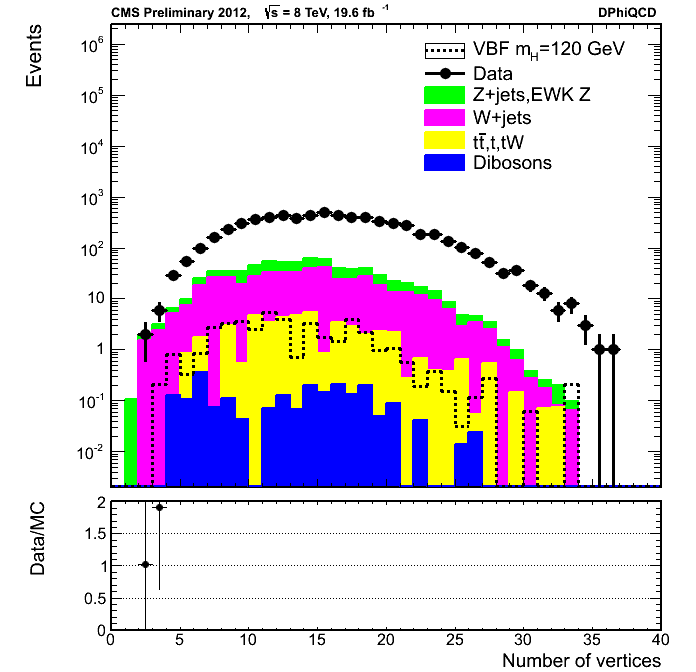 CMS Preliminary 2012, √s = 8 TeV, 19.6 fb⁻¹ DPhiQCD
Events
10⁶
10⁵
10⁴
10³
10²
10
1
10⁻¹
10⁻²
VBF m_H=120 GeV
Data
Z+jets,EWK Z
W+jets
tt̄,t,tW
Dibosons
Data/MC
2
1.5
1
0.5
0
0 5 10 15 20 25 30 35 40
Number of vertices